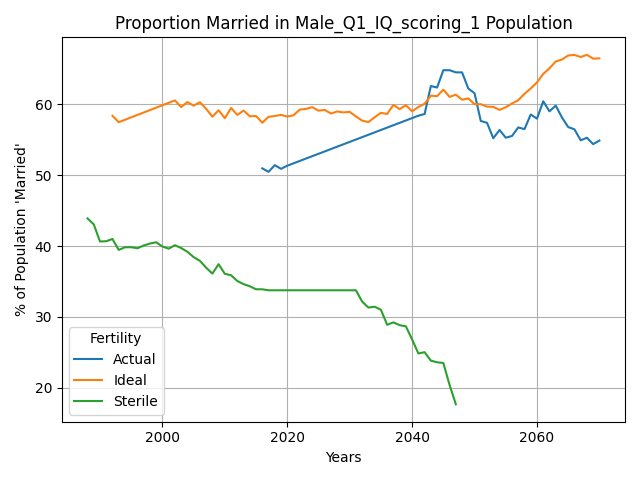 Proportion Married in Male_Q1_IQ_scoring_1 Population
% of Population 'Married'
60
50
40
30
20
Fertility
Actual
Ideal
Sterile
2000 2020 2040 2060
Years